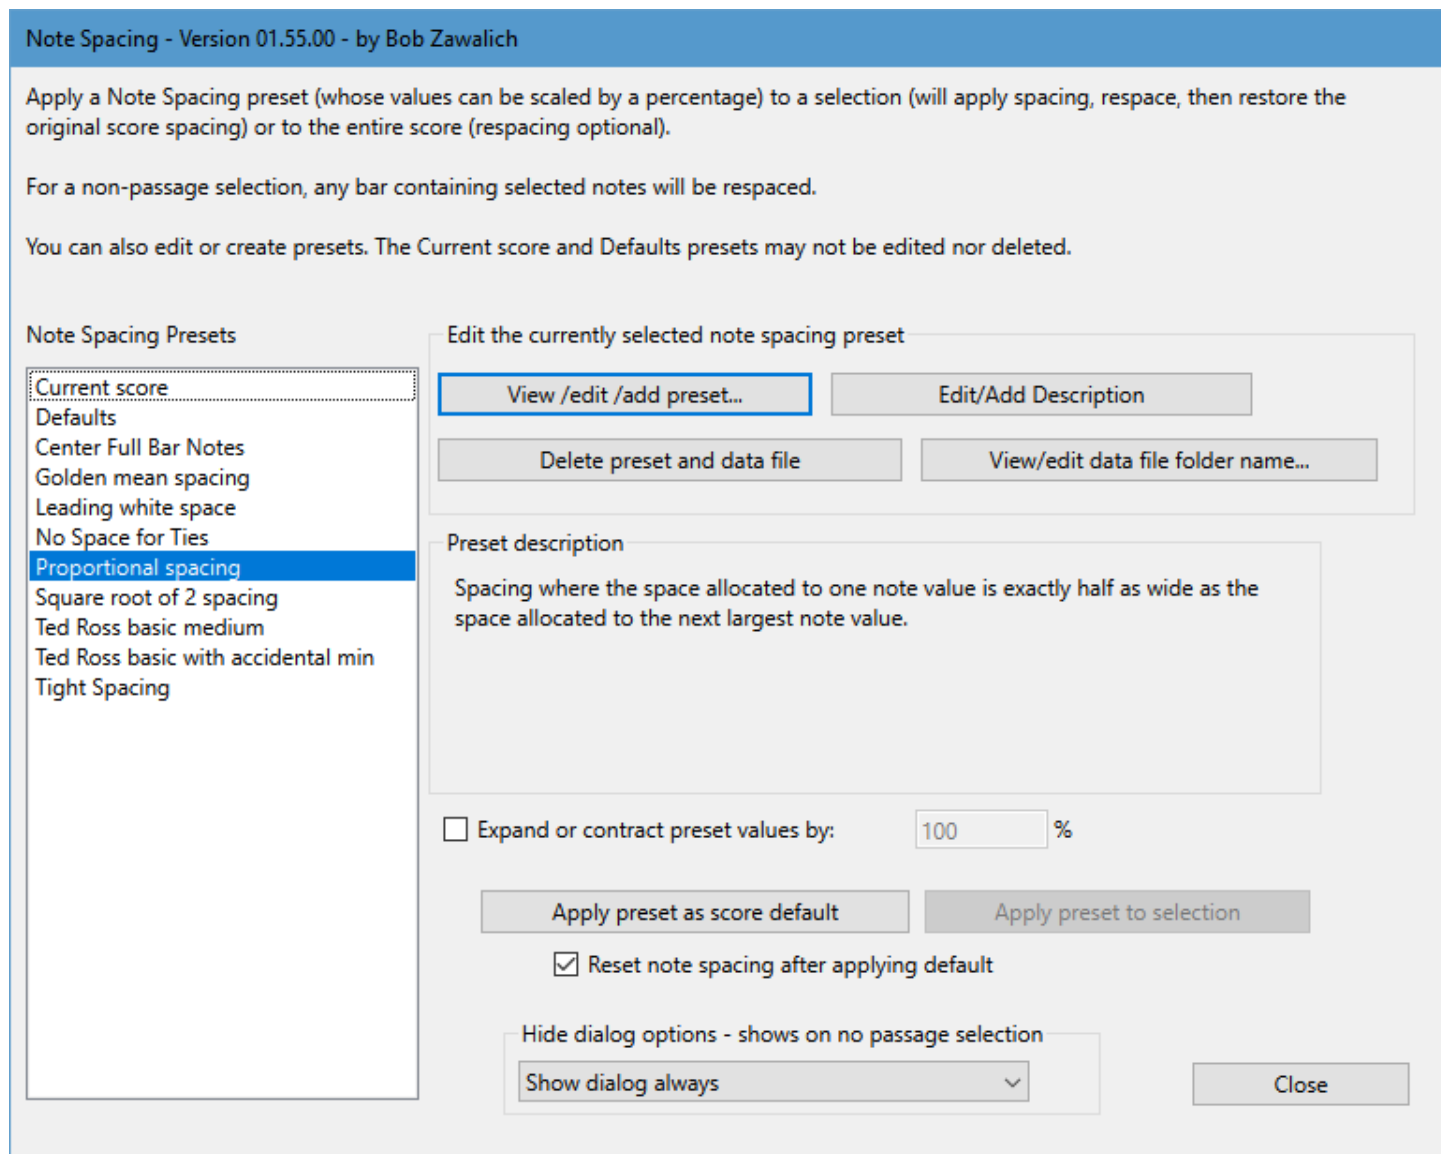 Note Spacing - Version 01.55.00 - by Bob Zawalich
Apply a Note Spacing preset (whose values can be scaled by a percentage) to a selection (will apply spacing, respace, then restore the
original score spacing) or to the entire score (respacing optional).
For a non-passage selection, any bar containing selected notes will be respaced.
You can also edit or create presets. The Current score and Defaults presets may not be edited nor deleted.
Note Spacing Presets
Current score
Defaults
Center Full Bar Notes
Golden mean spacing
Leading white space
No Space for Ties
Proportional spacing
Square root of 2 spacing
Ted Ross basic medium
Ted Ross basic with accidental min
Tight Spacing
Edit the currently selected note spacing preset
View /edit /add preset...
Edit/Add Description
Delete preset and data file
View/edit data file folder name...
Preset description
Spacing where the space allocated to one note value is exactly half as wide as the
space allocated to the next largest note value.
Expand or contract preset values by:
100
%
Apply preset as score default
Apply preset to selection
Reset note spacing after applying default
Hide dialog options - shows on no passage selection
Show dialog always
Close